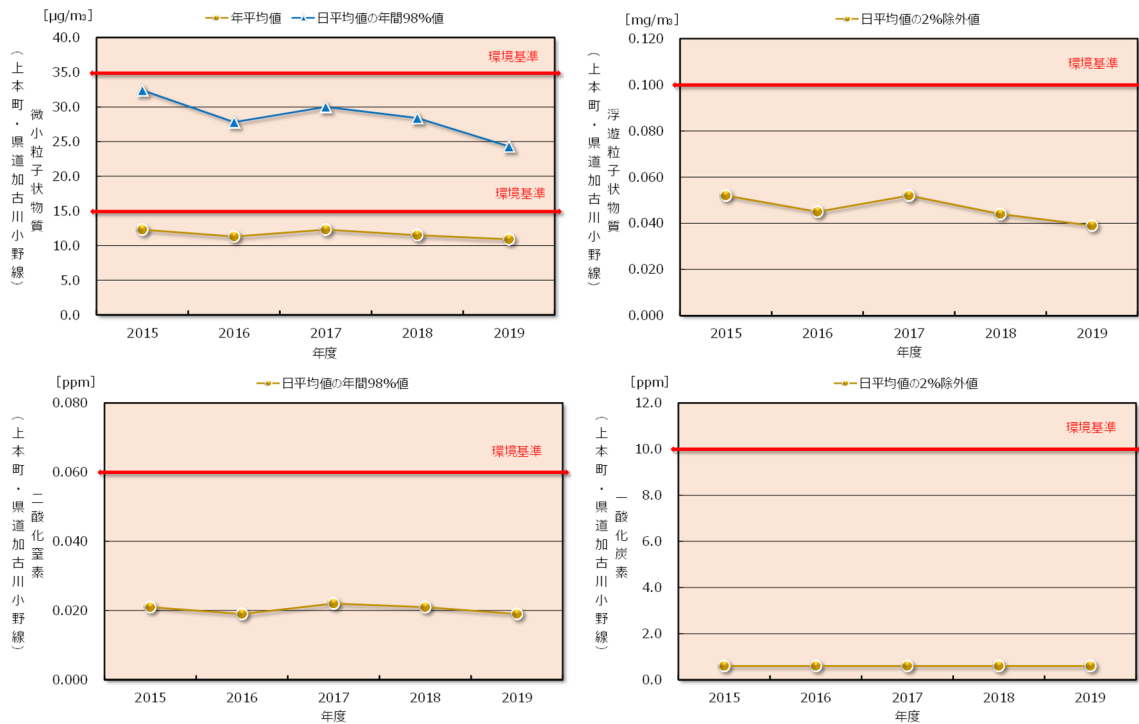 [μg/m3]
年平均値
日平均値の年間98%値
微小粒子状物質
(上本町・県道加古川小野線)
40.0
35.0
30.0
25.0
20.0
15.0
10.0
5.0
0.0
環境基準
環境基準
2015 2016 2017 2018 2019
年度
[mg/m3]
日平均値の2%除外値
浮遊粒子状物質
(上本町・県道加古川小野線)
0.120
0.100
0.080
0.060
0.040
0.020
0.000
環境基準
2015 2016 2017 2018 2019
年度
[ppm]
日平均値の年間98%値
二酸化窒素
(上本町・県道加古川小野線)
0.080
0.060
0.040
0.020
0.000
環境基準
2015 2016 2017 2018 2019
年度
[ppm]
日平均値の2%除外値
一酸化炭素
(上本町・県道加古川小野線)
12.0
10.0
8.0
6.0
4.0
2.0
0.0
環境基準
2015 2016 2017 2018 2019
年度